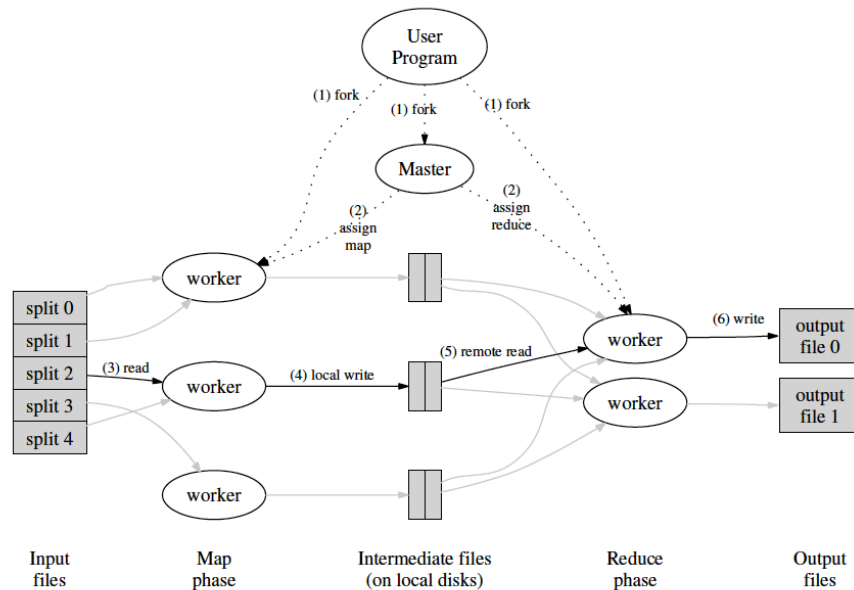 User
Program
(1) fork
(1) fork
(1) fork
Master
(2)
assign
map
(2)
assign
reduce
worker
split 0
split 1
split 2
split 3
split 4
(3) read
worker
(4) local write
(5) remote read
worker
(6) write
output
file 0
worker
output
file 1
worker
Input
files
Map
phase
Intermediate files
(on local disks)
Reduce
phase
Output
files